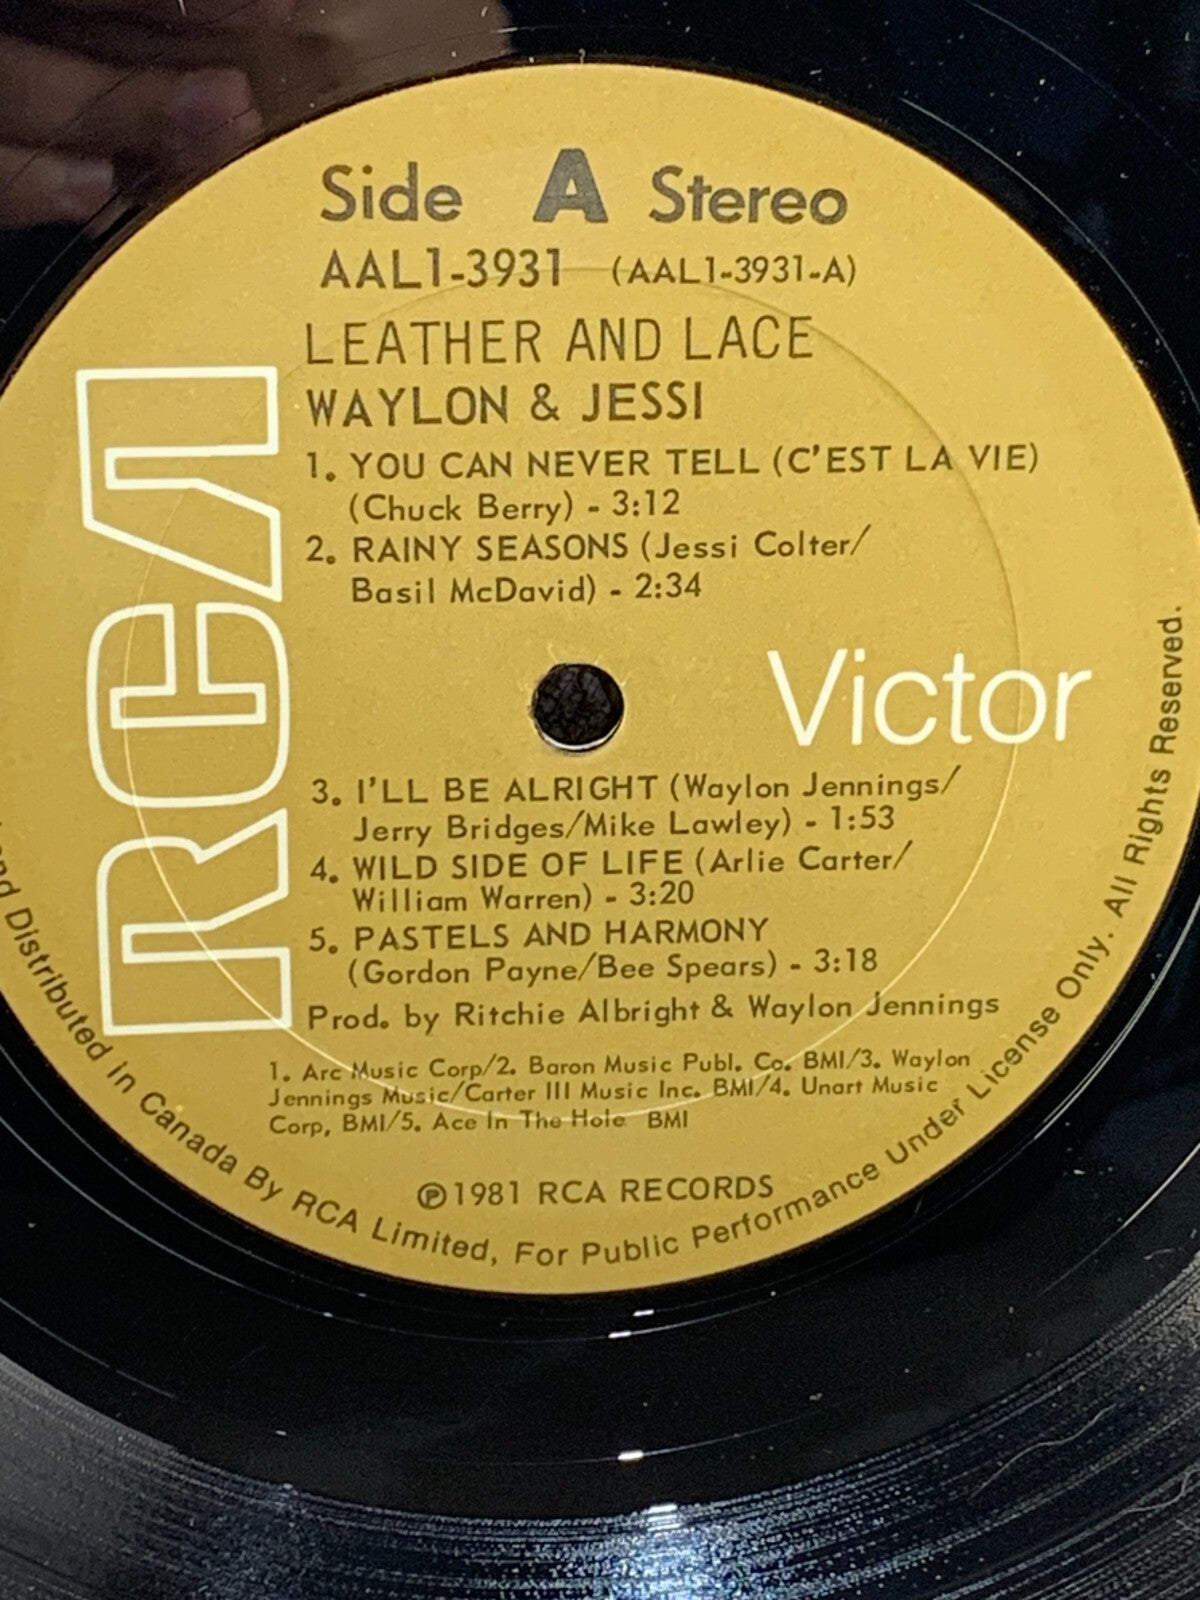 Side A Stereo
AAL1-3931 (AAL1-3931-A)
LEATHER AND LACE
WAYLON & JESSI
1. YOU CAN NEVER TELL (C'EST LA VIE)
(Chuck Berry) - 3:12
2. RAINY SEASONS (Jessi Colter/
Basil McDavid) - 2:34
RCA
Victor
3. I'LL BE ALRIGHT (Waylon Jennings/
Jerry Bridges/Mike Lawley) - 1:53
4. WILD SIDE OF LIFE (Arlie Carter/
William Warren) - 3:20
5. PASTELS AND HARMONY
(Gordon Payne/Bee Spears) - 3:18
Prod. by Ritchie Albright & Waylon Jennings
1. Arc Music Corp/2. Baron Music Publ. Co. BMI/3. Waylon
Jennings Music/Carter III Music Inc. BMI/4. Unart Music
Corp, BMI/5. Ace In The Hole BMI
℗1981 RCA RECORDS
Distributed in Canada By RCA Limited, For Public Performance Under License Only. All Rights Reserved.